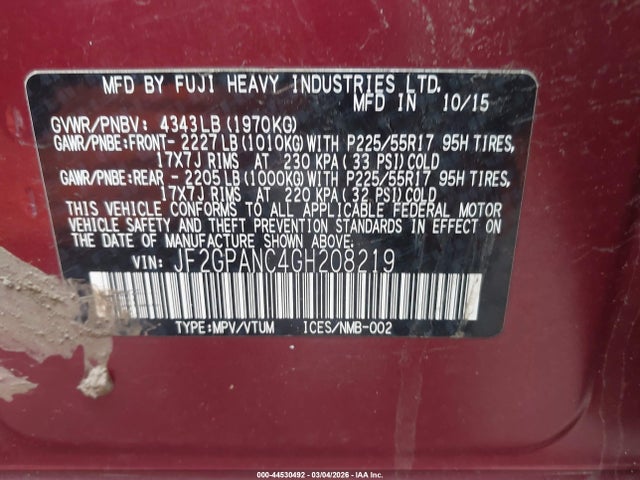 MFD BY FUJI HEAVY INDUSTRIES LTD.
MFD IN 10/15
GVWR/PNBV: 4343LB(1970KG)
GAWR/PNBE:FRONT- 2227LB(1010KG)WITH P225/55R17 95H TIRES,
17X7J RIMS AT 230 KPA(33 PSI)COLD
GAWR/PNBE:REAR - 2205LB(1000KG)WITH P225/55R17 95H TIRES,
17X7J RIMS AT 220 KPA(32 PSI)COLD
THIS VEHICLE CONFORMS TO ALL APPLICABLE FEDERAL MOTOR
VEHICLE SAFETY AND THEFT PREVENTION STANDARDS IN EFFECT ON
THE DATE OF MANUFACTURE SHOWN ABOVE.
VIN: JF2GPANC4GH208219
TYPE:MPV/VTUM ICES/NMB-002
000-44530492 - 03/04/2026 - IAA Inc.